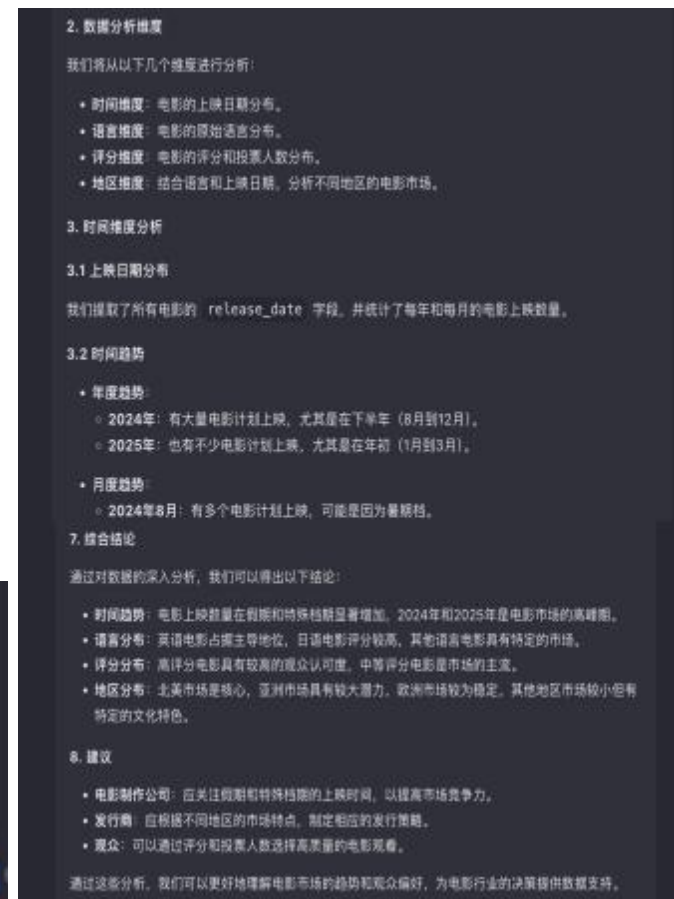 2. 数据分析维度
我们将从以下几个维度进行分析：
• 时间维度：电影的上映日期分布。
• 语言维度：电影的原始语言分布。
• 评分维度：电影的评分和投票人数分布。
• 地区维度：结合语言和上映日期，分析不同地区的电影市场。
3. 时间维度分析
3.1 上映日期分布
我们提取了所有电影的 release_date 字段，并统计了每年和每月的电影上映数量。
3.2 时间趋势
• 年度趋势：
○ 2024年：有大量电影计划上映，尤其是在下半年（8月到12月）。
○ 2025年：也有不少电影计划上映，尤其是在年初（1月到3月）。
• 月度趋势：
○ 2024年8月：有多个电影计划上映，可能是因为暑期档。
7. 综合结论
通过对数据的深入分析，我们可以得出以下结论：
• 时间趋势：电影上映数量在假期和特殊档期显著增加，2024年和2025年是电影市场的高峰期。
• 语言分布：英语电影占据主导地位，日语电影评分较高，其他语言电影具有特定的市场。
• 评分分布：高评分电影具有较高的观众认可度，中等评分电影是市场的主流。
• 地区分布：北美市场是核心，亚洲市场具有较大潜力，欧洲市场较为稳定，其他地区市场较小但有
特定的文化特色。
8. 建议
• 电影制作公司：应关注假期和特殊档期的上映时间，以提高市场竞争力。
• 发行商：应根据不同地区的市场特点，制定相应的发行策略。
• 观众：可以通过评分和投票人数选择高质量的电影观看。
通过这些分析，我们可以更好地理解电影市场的趋势和观众偏好，为电影行业的决策提供数据支持。